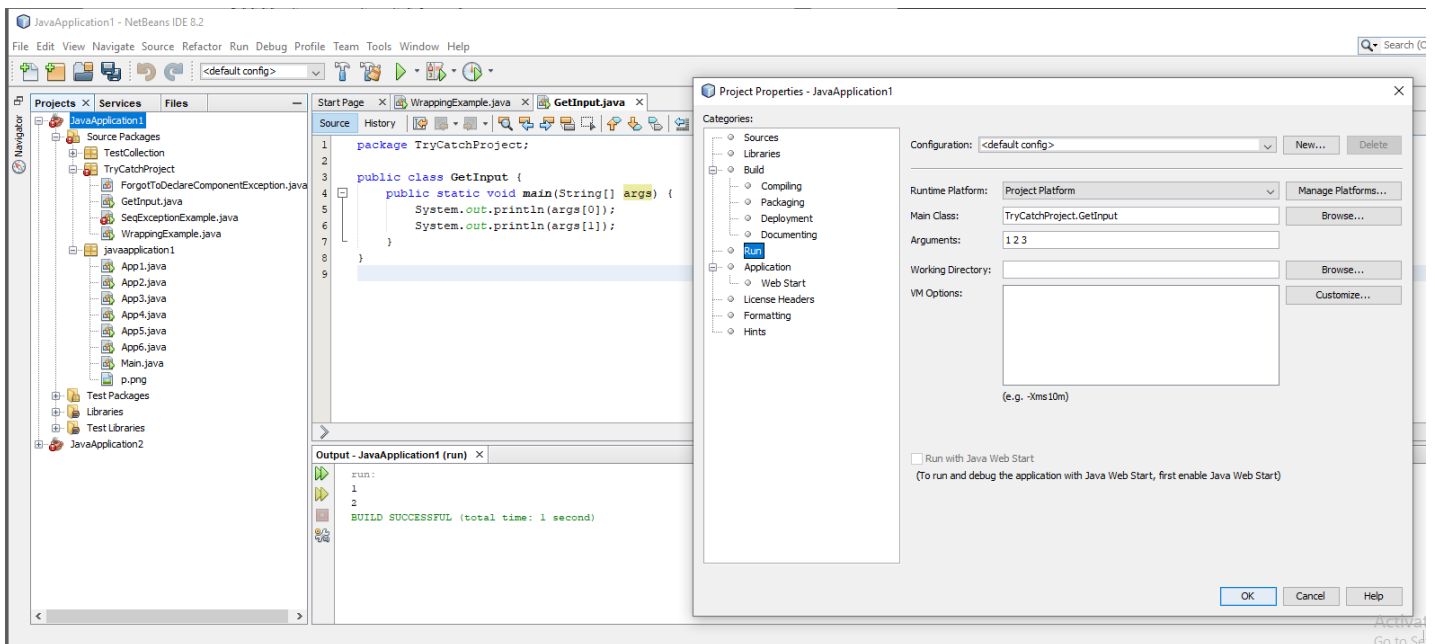 JavaApplication1 - NetBeans IDE 8.2
File Edit View Navigate Source Refactor Run Debug Profile Team Tools Window Help
Search (C
<default config>
Projects Services Files
Navigator
JavaApplication1
Source Packages
TestCollection
TryCatchProject
ForgotToDeclareComponentException.java
GetInput.java
SeqExceptionExample.java
WrappingExample.java
javaapplication1
App1.java
App2.java
App3.java
App4.java
App5.java
App6.java
Main.java
p.png
Test Packages
Libraries
Test Libraries
JavaApplication2
Start Page WrappingExample.java GetInput.java
Source History
1 package TryCatchProject;
2
3 public class GetInput {
4 public static void main(String[] args) {
5 System.out.println(args[0]);
6 System.out.println(args[1]);
7 }
8 }
9
Output - JavaApplication1 (run)
run:
1
2
BUILD SUCCESSFUL (total time: 1 second)
Project Properties - JavaApplication1
Categories:
Sources
Libraries
Build
Compiling
Packaging
Deployment
Documenting
Run
Application
Web Start
License Headers
Formatting
Hints
Configuration: <default config> New... Delete
Runtime Platform: Project Platform Manage Platforms...
Main Class: TryCatchProject.GetInput Browse...
Arguments: 1 2 3
Working Directory: Browse...
VM Options: Customize...
(e.g. -Xms10m)
Run with Java Web Start
(To run and debug the application with Java Web Start, first enable Java Web Start)
OK Cancel Help
Activat
Go to Se